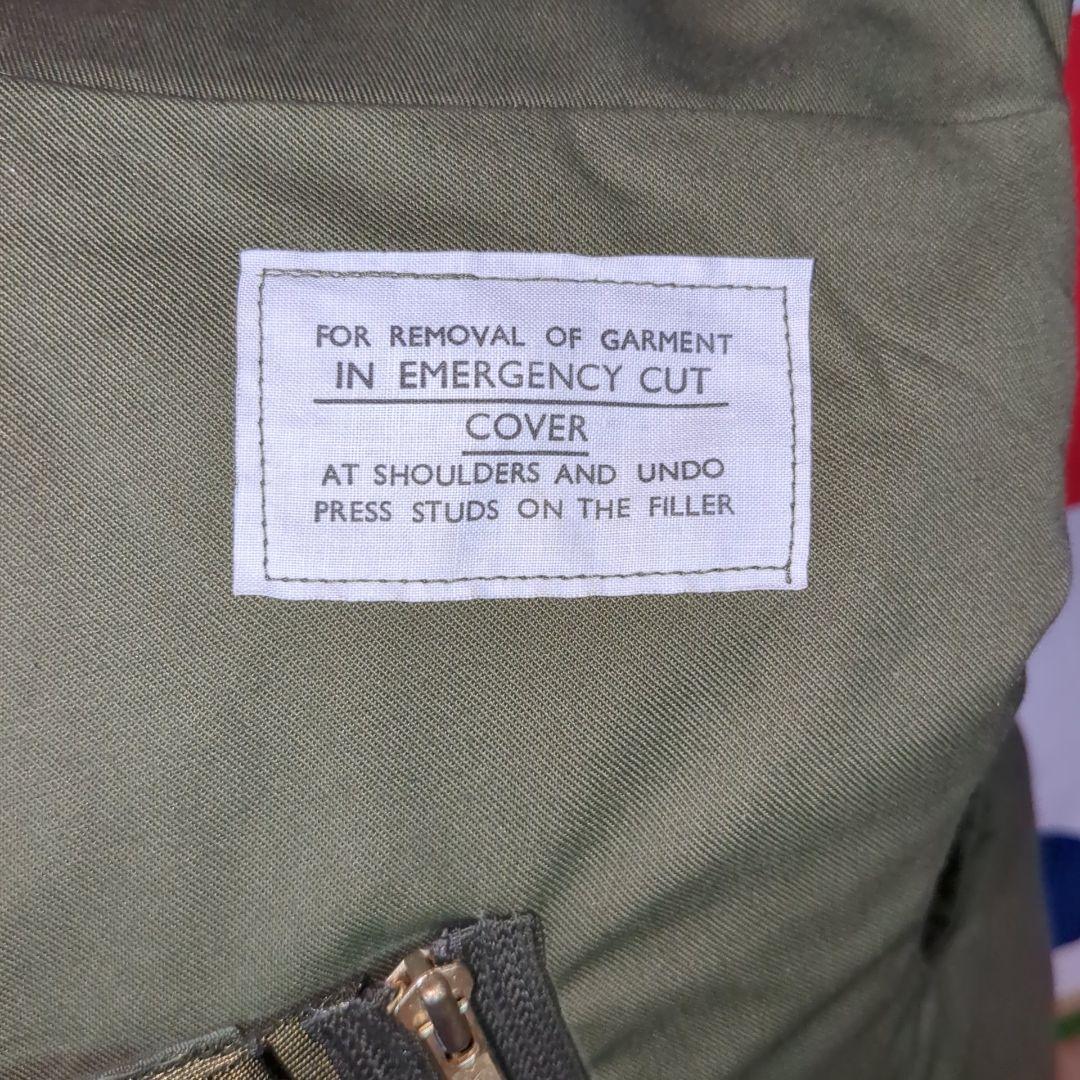 FOR REMOVAL OF GARMENT
IN EMERGENCY CUT
COVER
AT SHOULDERS AND UNDO
PRESS STUDS ON THE FILLER